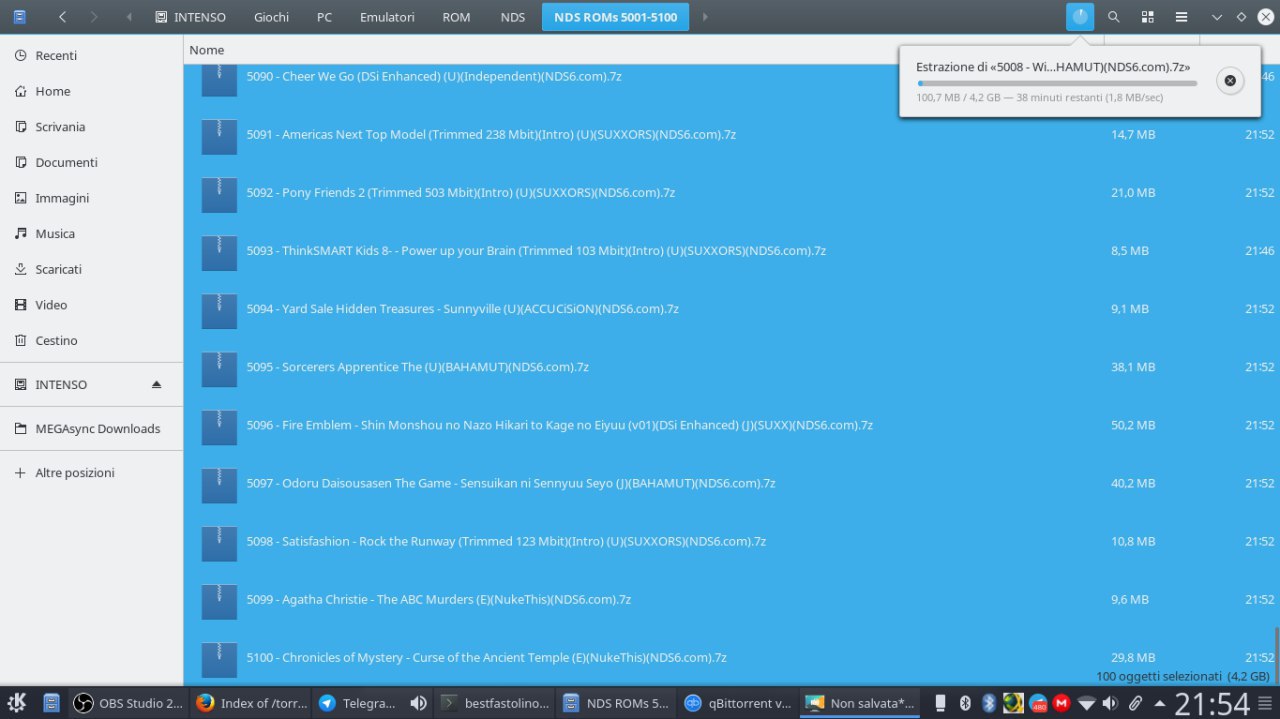 INTENSO Giochi PC Emulatori ROM NDS NDS ROMs 5001-5100
Recenti
Home
Scrivania
Documenti
Immagini
Musica
Scaricati
Video
Cestino
INTENSO
MEGAsync Downloads
Altre posizioni
Nome
Estrazione di «5008 - Wi...HAMUT)(NDS6.com).7z»
100,7 MB / 4,2 GB — 38 minuti restanti (1,8 MB/sec)
5090 - Cheer We Go (DSi Enhanced) (U)(Independent)(NDS6.com).7z 46
5091 - Americas Next Top Model (Trimmed 238 Mbit)(Intro) (U)(SUXXORS)(NDS6.com).7z 14,7 MB 21:52
5092 - Pony Friends 2 (Trimmed 503 Mbit)(Intro) (U)(SUXXORS)(NDS6.com).7z 21,0 MB 21:52
5093 - ThinkSMART Kids 8- - Power up your Brain (Trimmed 103 Mbit)(Intro) (U)(SUXXORS)(NDS6.com).7z 8,5 MB 21:46
5094 - Yard Sale Hidden Treasures - Sunnyville (U)(ACCUCiSiON)(NDS6.com).7z 9,1 MB 21:52
5095 - Sorcerers Apprentice The (U)(BAHAMUT)(NDS6.com).7z 38,1 MB 21:52
5096 - Fire Emblem - Shin Monshou no Nazo Hikari to Kage no Eiyuu (v01)(DSi Enhanced) (J)(SUXX)(NDS6.com).7z 50,2 MB 21:52
5097 - Odoru Daisousasen The Game - Sensuikan ni Sennyuu Seyo (J)(BAHAMUT)(NDS6.com).7z 40,2 MB 21:52
5098 - Satisfashion - Rock the Runway (Trimmed 123 Mbit)(Intro) (U)(SUXXORS)(NDS6.com).7z 10,8 MB 21:52
5099 - Agatha Christie - The ABC Murders (E)(NukeThis)(NDS6.com).7z 9,6 MB 21:52
5100 - Chronicles of Mystery - Curse of the Ancient Temple (E)(NukeThis)(NDS6.com).7z 29,8 MB 21:52
100 oggetti selezionati (4,2 GB)
OBS Studio 2... Index of /torr... Telegra... bestfastolino... NDS ROMs 5... qBittorrent v... Non salvata*... 21:54